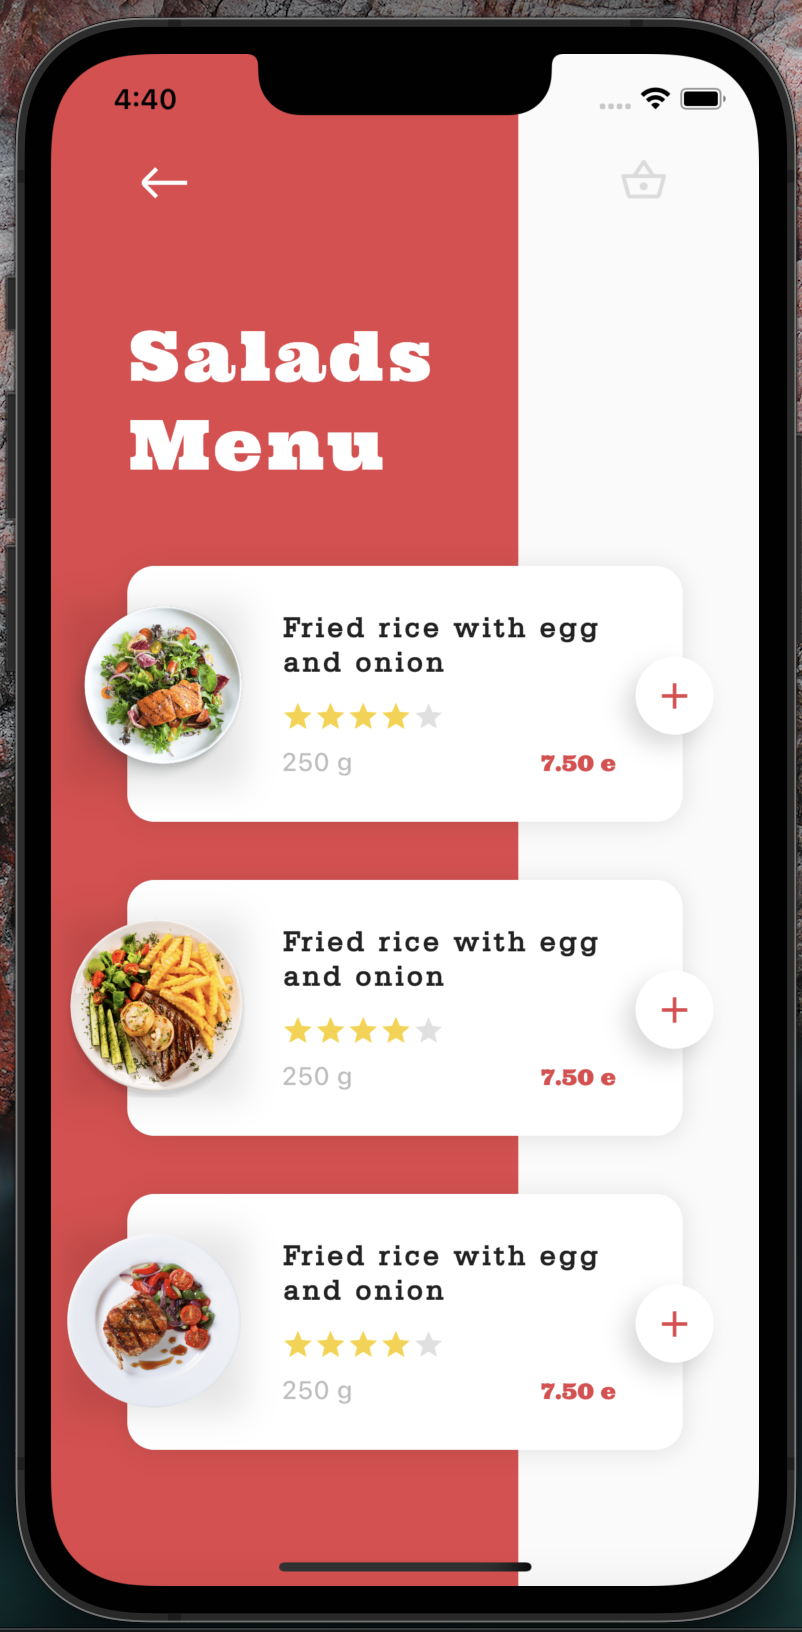 4:40
Salads
Menu
Fried rice with egg
and onion
250 g 7.50 e
Fried rice with egg
and onion
250 g 7.50 e
Fried rice with egg
and onion
250 g 7.50 e